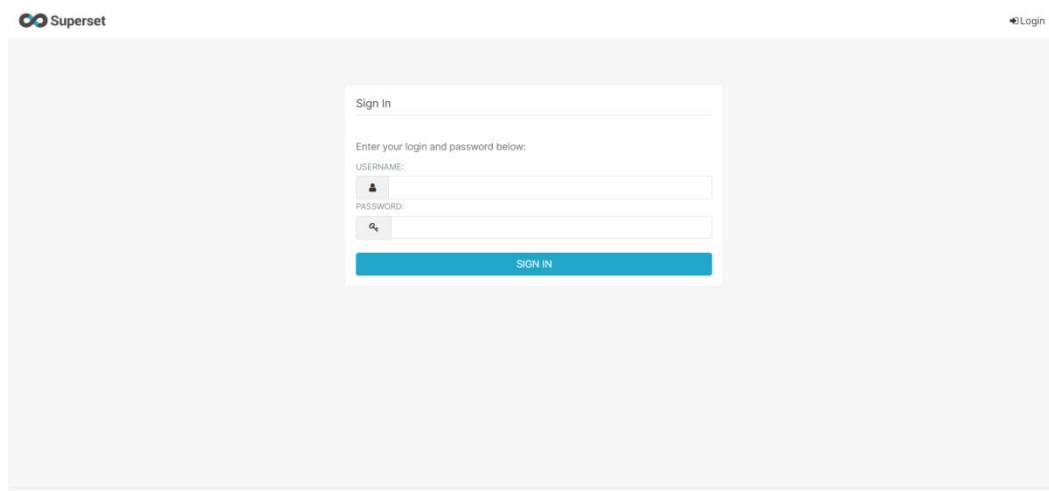 Superset
Login
Sign In
Enter your login and password below:
USERNAME:
PASSWORD:
SIGN IN